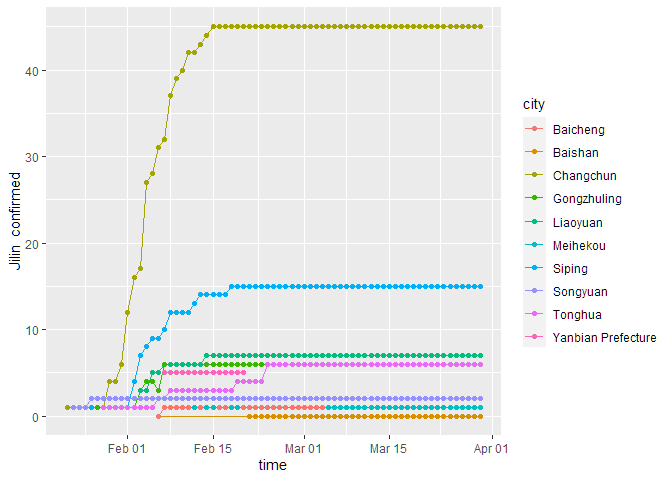 Jilin confirmed
40
30
20
10
0
Feb 01
Feb 15
Mar 01
Mar 15
Apr 01
time
city
Baicheng
Baishan
Changchun
Gongzhuling
Liaoyuan
Meihekou
Siping
Songyuan
Tonghua
Yanbian Prefecture